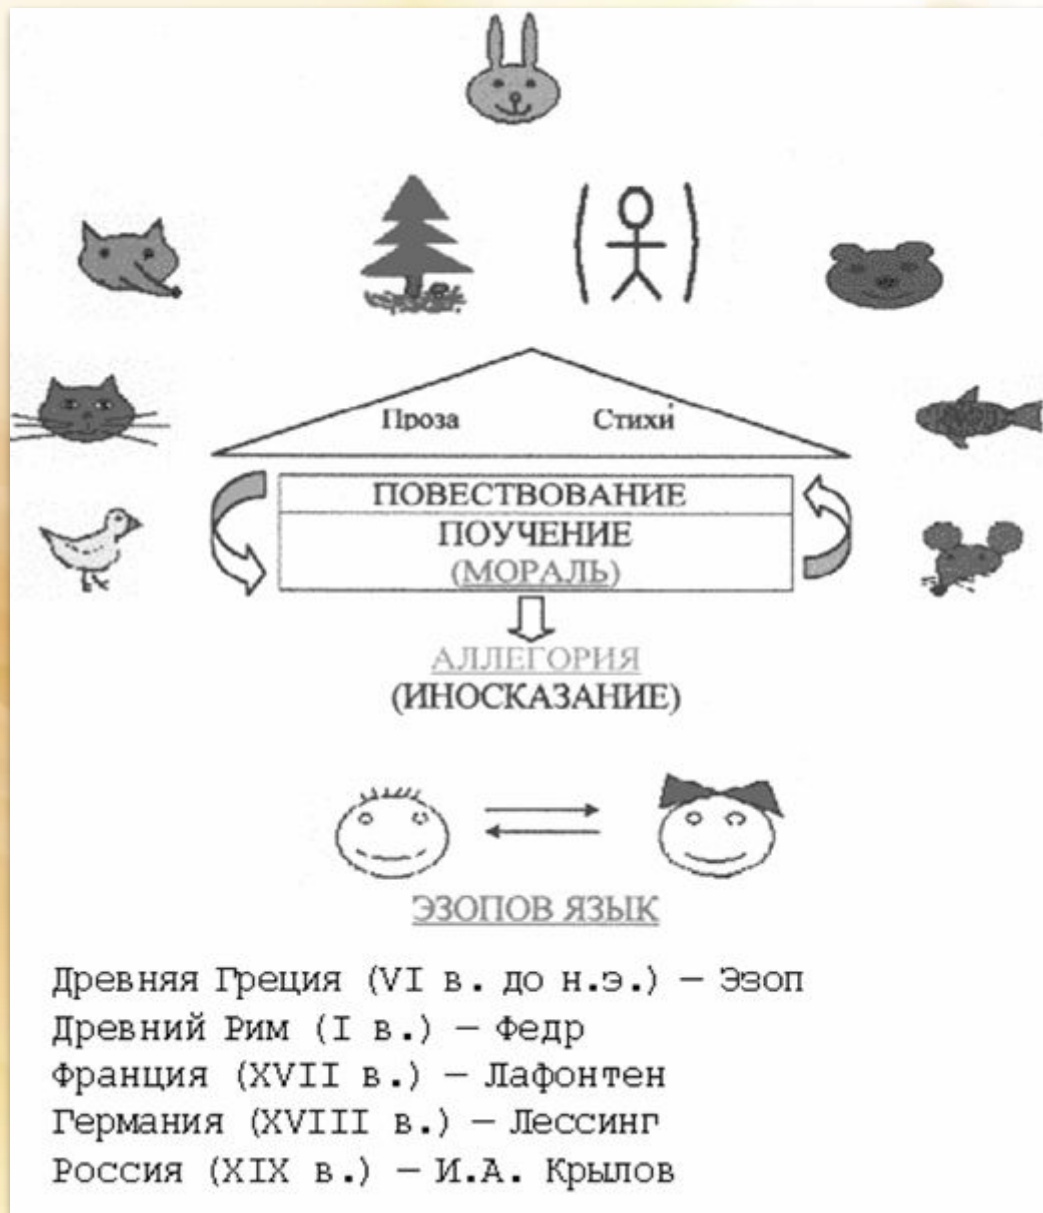 Проза Стихи
ПОВЕСТВОВАНИЕ
ПОУЧЕНИЕ
(МОРАЛЬ)
АЛЛЕГОРИЯ
(ИНОСКАЗАНИЕ)
ЭЗОПОВ ЯЗЫК
Древняя Греция (VI в. до н.э.) — Эзоп
Древний Рим (I в.) — Федр
Франция (XVII в.) — Лафонтен
Германия (XVIII в.) — Лессинг
Россия (XIX в.) — И.А. Крылов